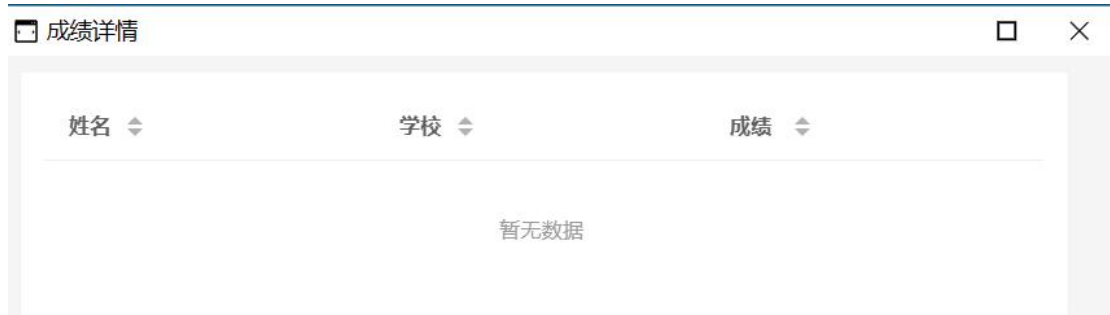 成绩详情
姓名 学校 成绩
暂无数据